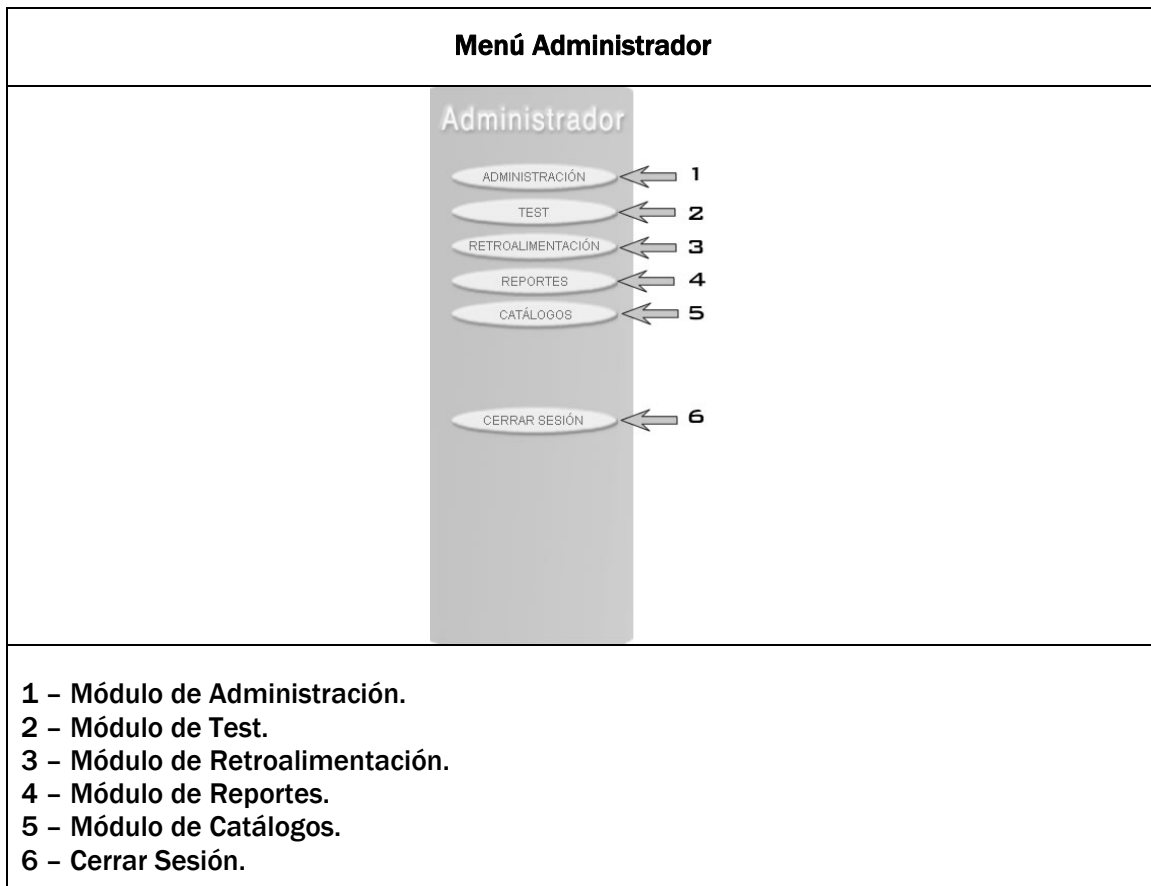 Menú Administrador
Administrador
ADMINISTRACIÓN 1
TEST 2
RETROALIMENTACIÓN 3
REPORTES 4
CATÁLOGOS 5
CERRAR SESIÓN 6
1 – Módulo de Administración.
2 – Módulo de Test.
3 – Módulo de Retroalimentación.
4 – Módulo de Reportes.
5 – Módulo de Catálogos.
6 – Cerrar Sesión.